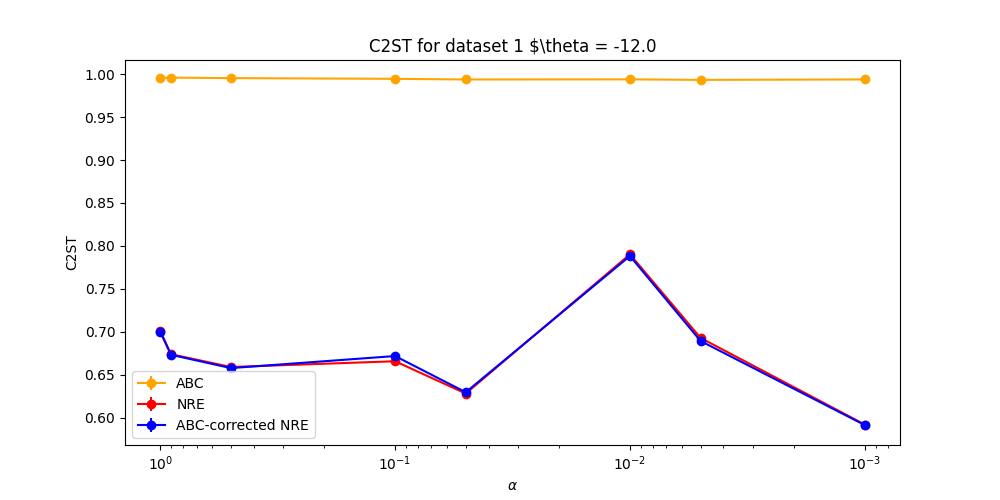 C2ST for dataset 1 $\theta = -12.0
C2ST
1.00
0.95
0.90
0.85
0.80
0.75
0.70
0.65
0.60
ABC
NRE
ABC-corrected NRE
10⁰ 10⁻¹ 10⁻² 10⁻³
α